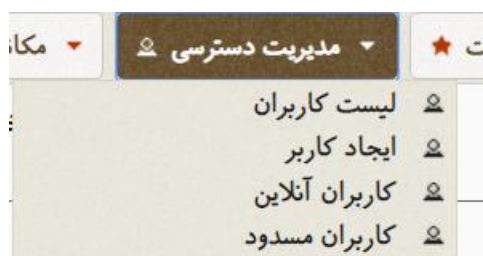 مدیریت دسترسی
لیست کاربران
ایجاد کاربر
کاربران آنلاین
کاربران مسدود